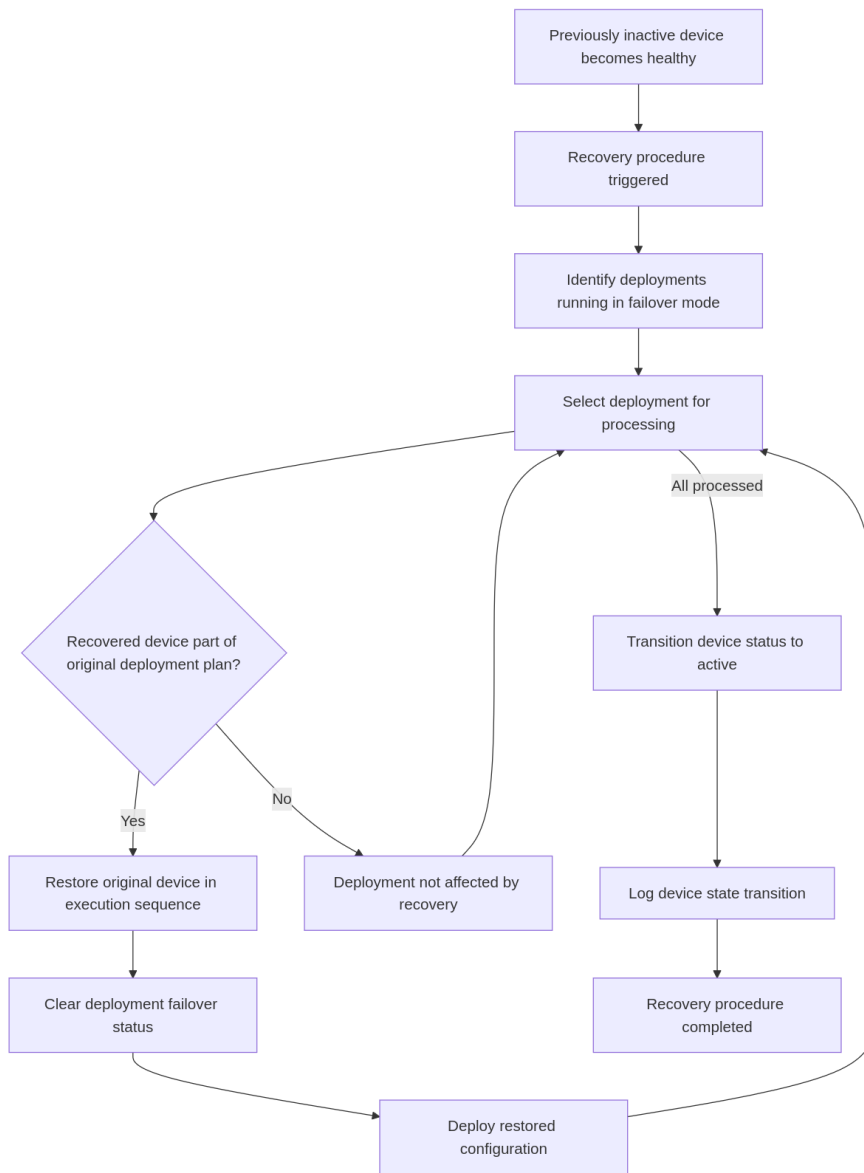 Previously inactive device
becomes healthy
Recovery procedure
triggered
Identify deployments
running in failover mode
Select deployment for
processing
All processed
Recovered device part of
original deployment plan?
Transition device status to
active
No
Yes
Restore original device in
execution sequence
Deployment not affected by
recovery
Log device state transition
Clear deployment failover
status
Recovery procedure
completed
Deploy restored
configuration